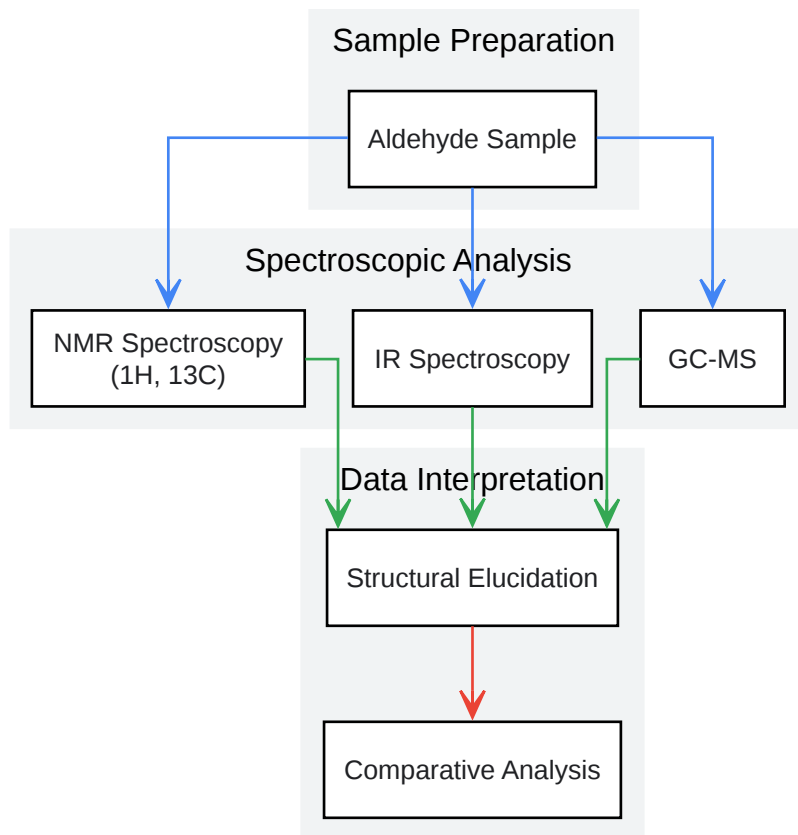 Sample Preparation
Aldehyde Sample
Spectroscopic Analysis
NMR Spectroscopy
(1H, 13C)
IR Spectroscopy
GC-MS
Data Interpretation
Structural Elucidation
Comparative Analysis